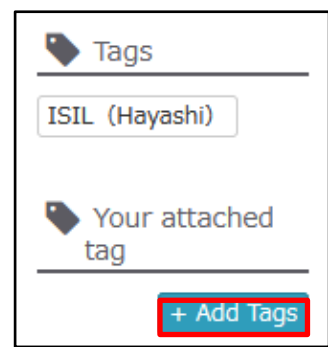 Tags
ISIL (Hayashi)
Your attached
tag
+ Add Tags